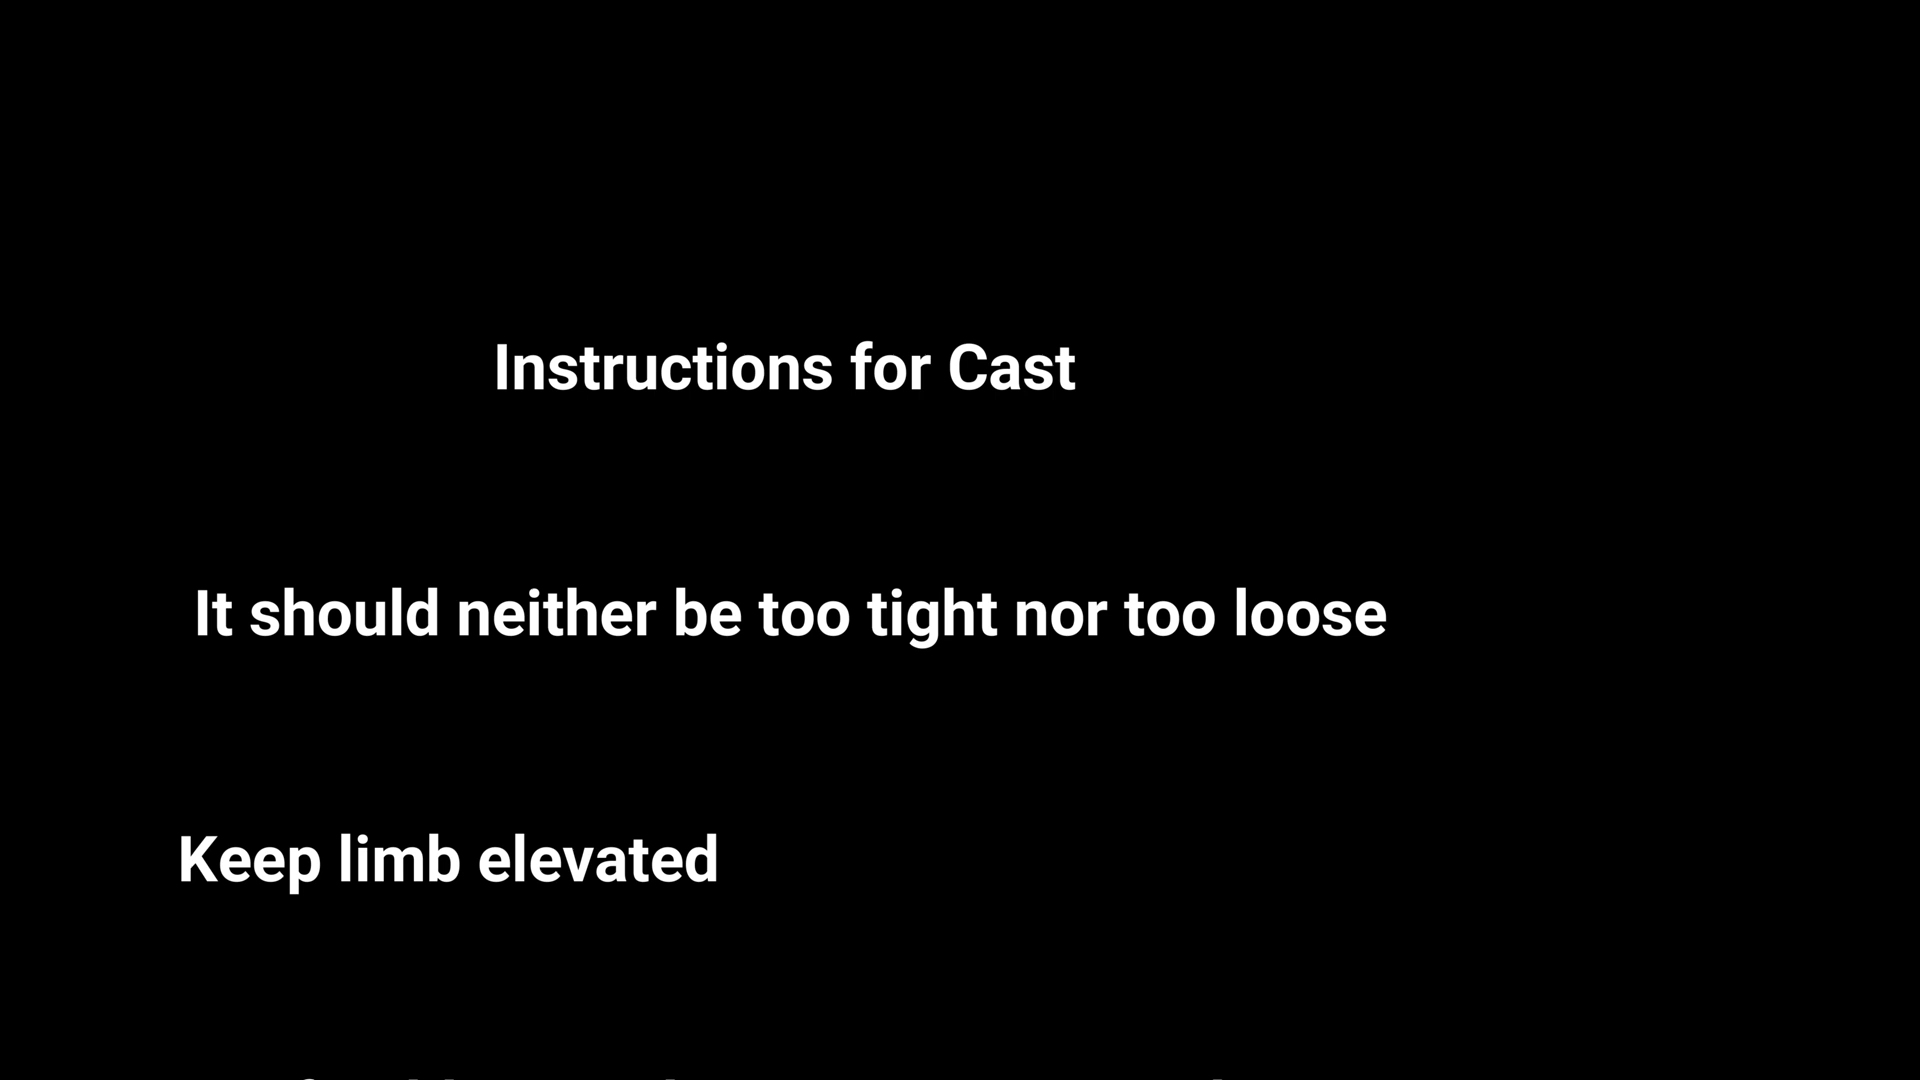 Instructions for Cast
It should neither be too tight nor too loose
Keep limb elevated